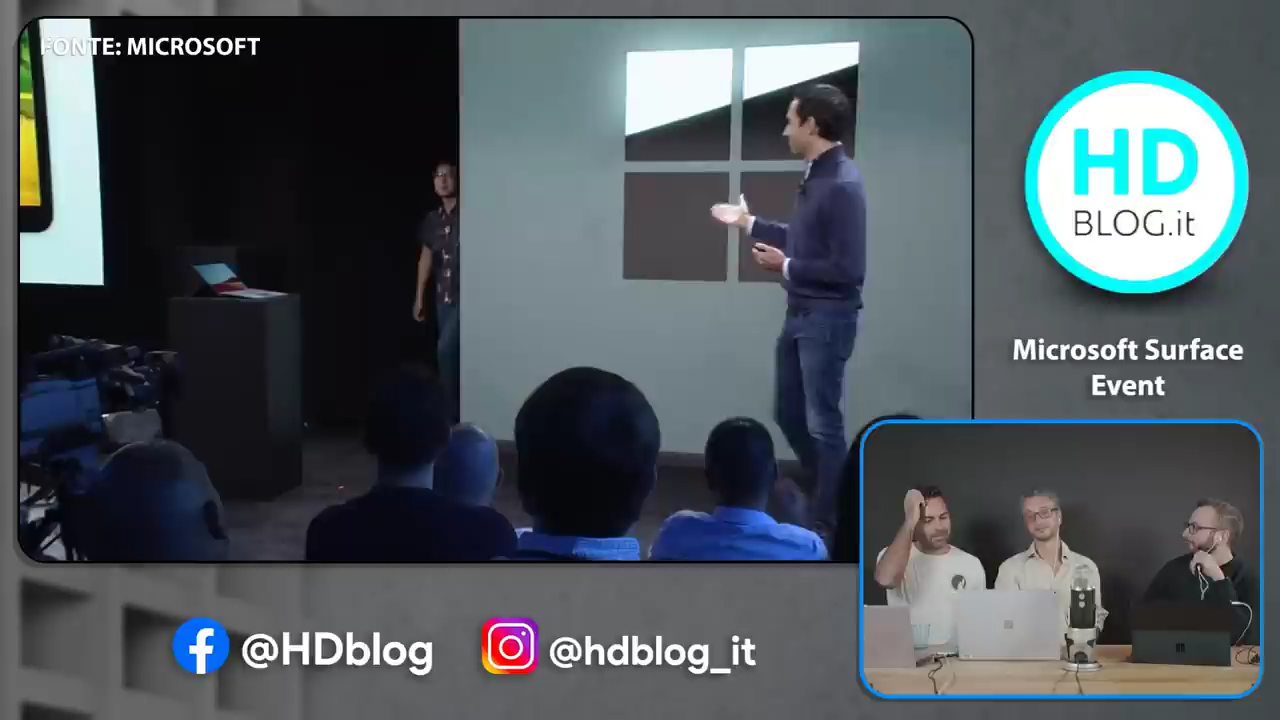 FONTE: MICROSOFT
HD
BLOG.it
Microsoft Surface
Event
@HDblog
@hdblog_it